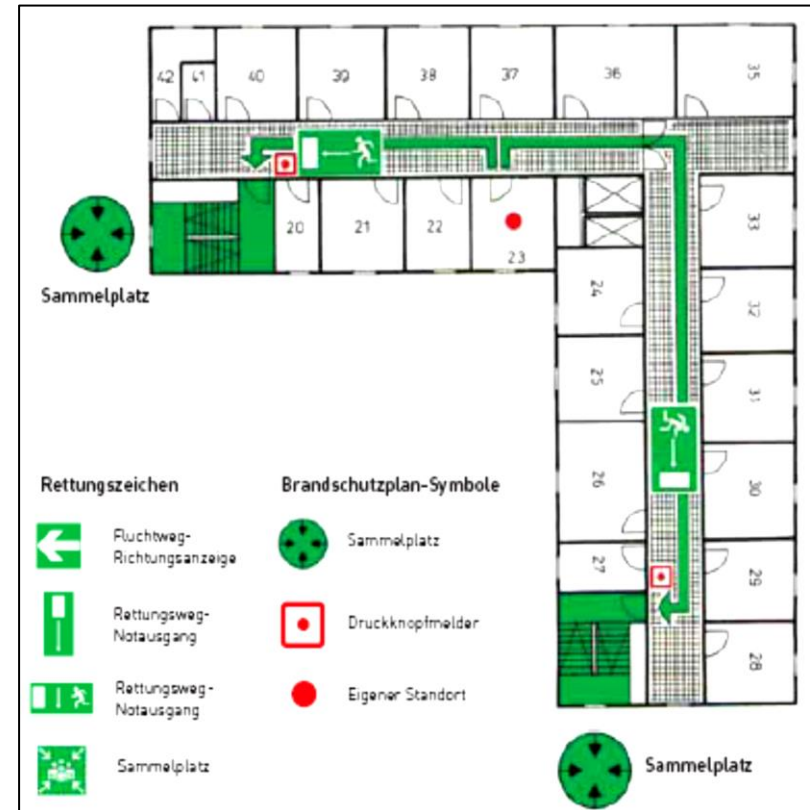 42 41 40 39 38 37 36 35
20 21 22 23
33
24
32
25
31
26
30
27
29
28
Sammelplatz
Rettungszeichen
Fluchtweg-
Richtungsanzeige
Rettungsweg-
Notausgang
Rettungsweg-
Notausgang
Sammelplatz
Brandschutzplan-Symbole
Sammelplatz
Druckknopfmelder
Eigener Standort
Sammelplatz